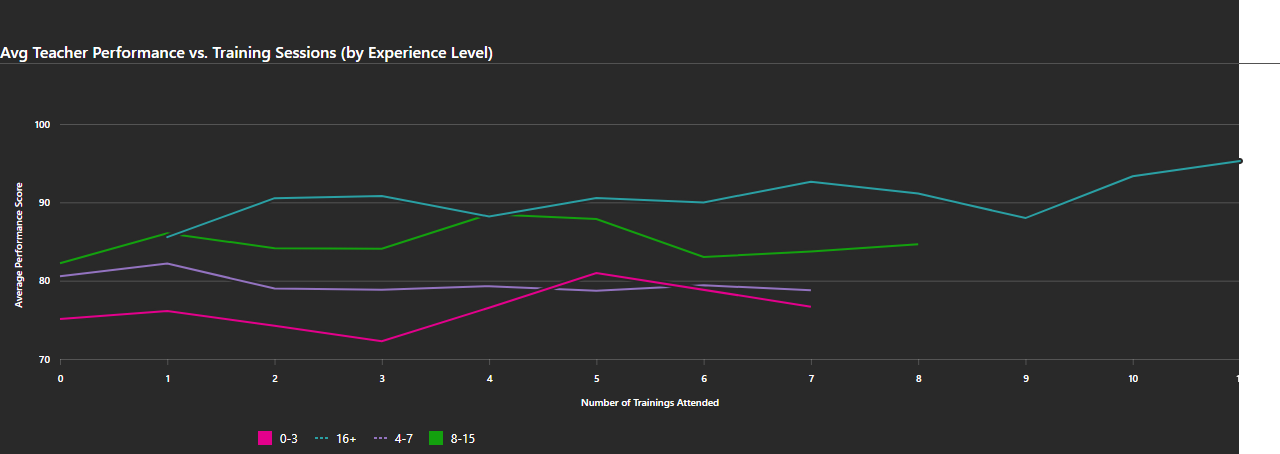 Avg Teacher Performance vs. Training Sessions (by Experience Level)
100
90
80
70
Average Performance Score
0 1 2 3 4 5 6 7 8 9 10
Number of Trainings Attended
0-3 16+ 4-7 8-15